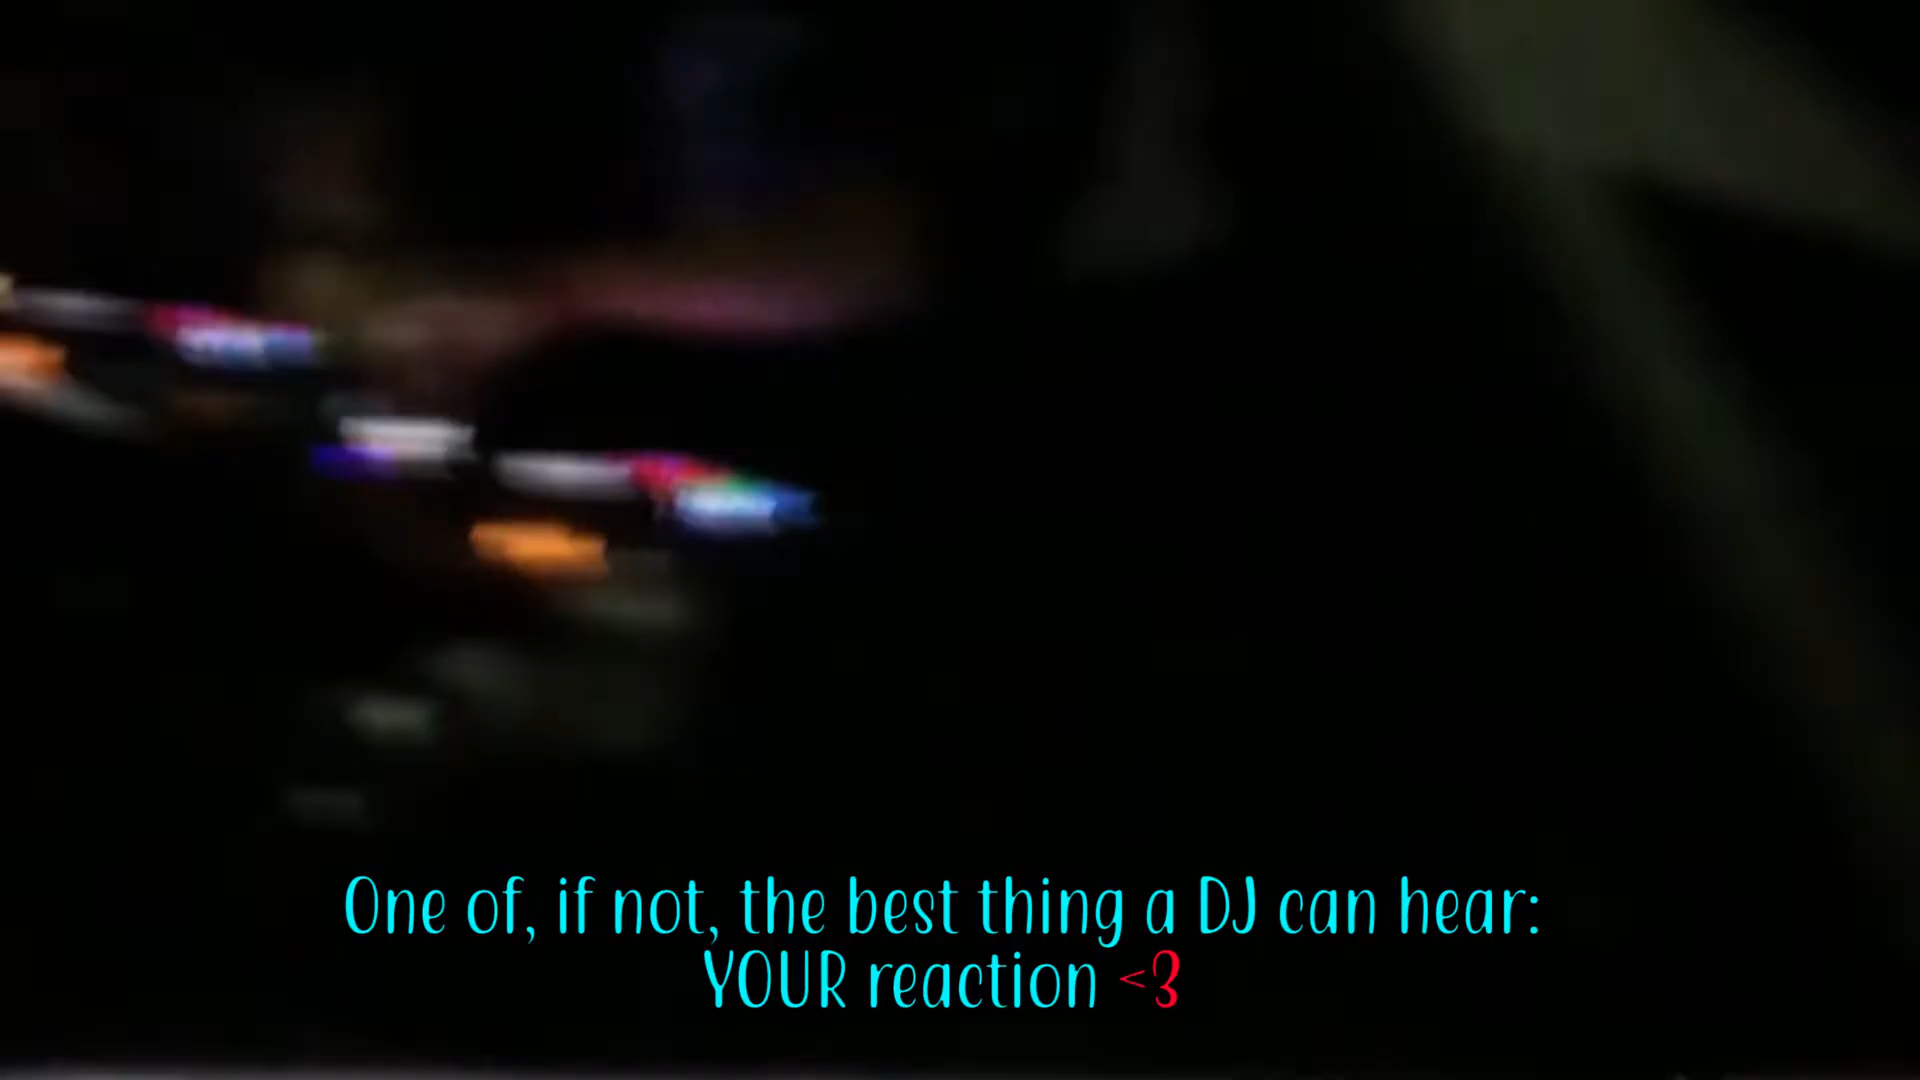 One of, if not, the best thing a DJ can hear:
YOUR reaction <3